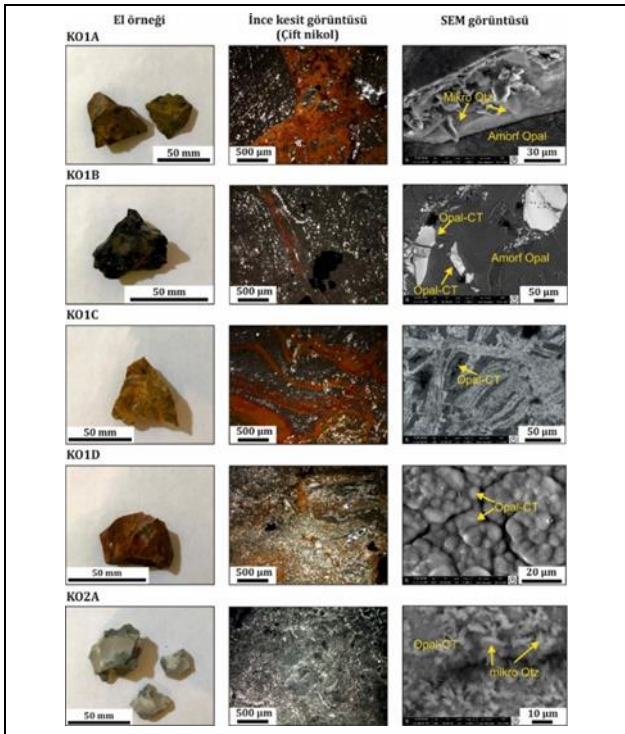 El örneği
İnce kesit görüntüsü
(Çift nikol)
SEM görüntüsü
KO1A
50 mm
500 µm
Mikro Qtz
Amorf Opal
30 µm
KO1B
50 mm
500 µm
Opal-CT
Amorf Opal
Opal-CT
50 µm
KO1C
50 mm
500 µm
Opal-CT
50 µm
KO1D
50 mm
500 µm
Opal-CT
20 µm
KO2A
50 mm
500 µm
Opal-CT
mikro Qtz
10 µm